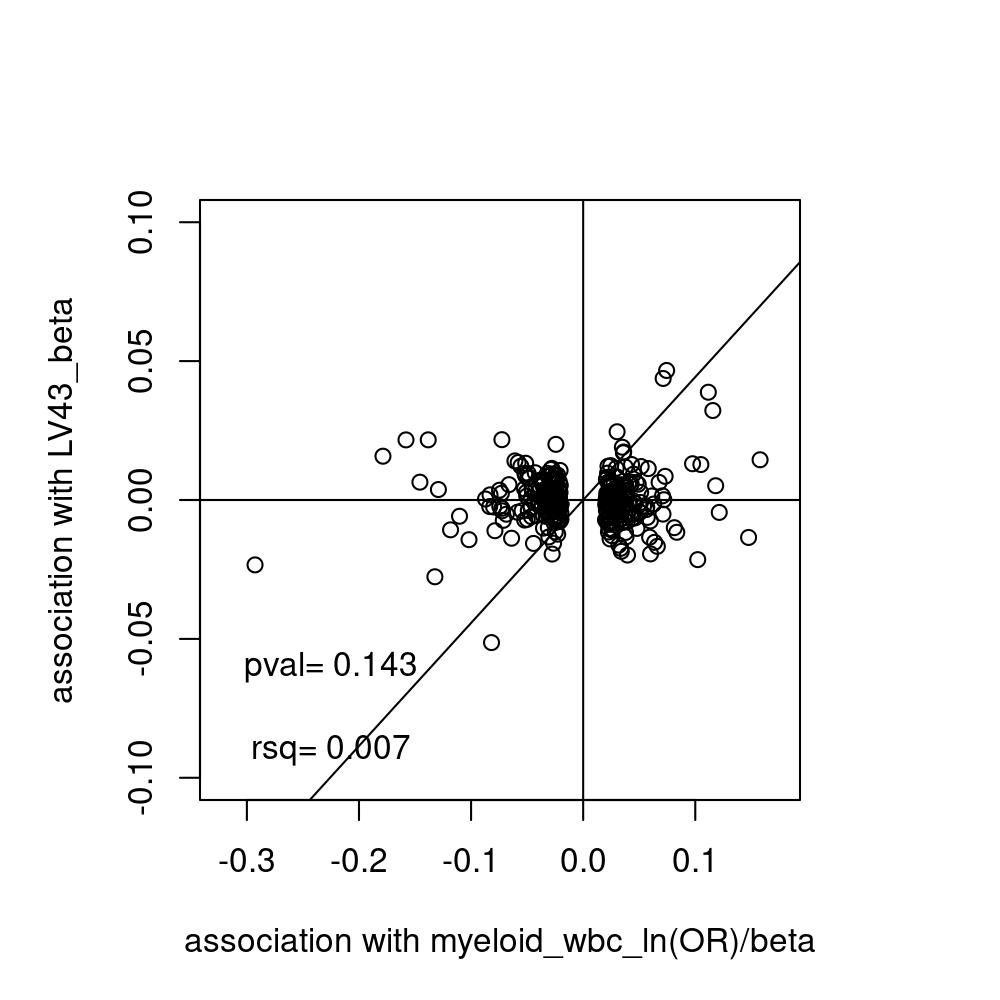 association with LV43_beta
0.10
0.05
0.00
-0.05
-0.10
pval= 0.143
rsq= 0.007
-0.3 -0.2 -0.1 0.0 0.1
association with myeloid_wbc_ln(OR)/beta